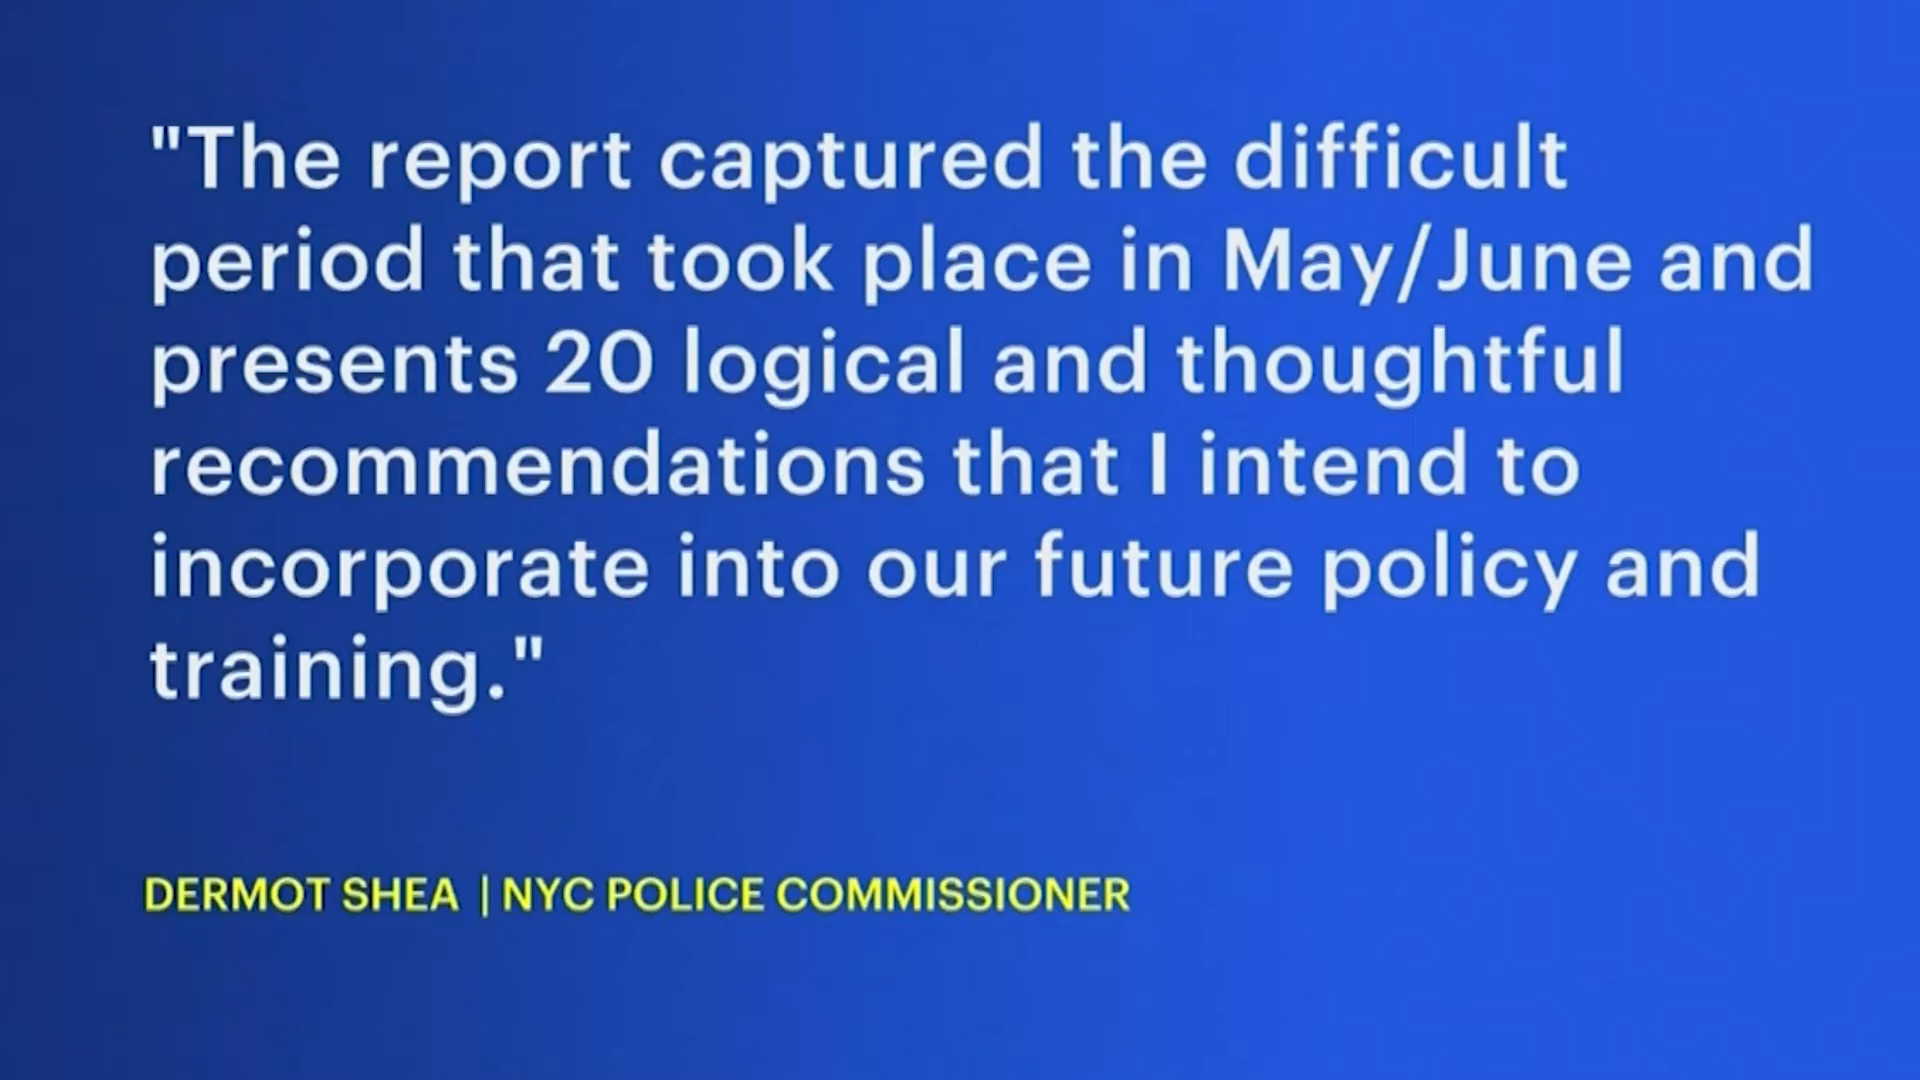 "The report captured the difficult
period that took place in May/June and
presents 20 logical and thoughtful
recommendations that I intend to
incorporate into our future policy and
training."
DERMOT SHEA | NYC POLICE COMMISSIONER